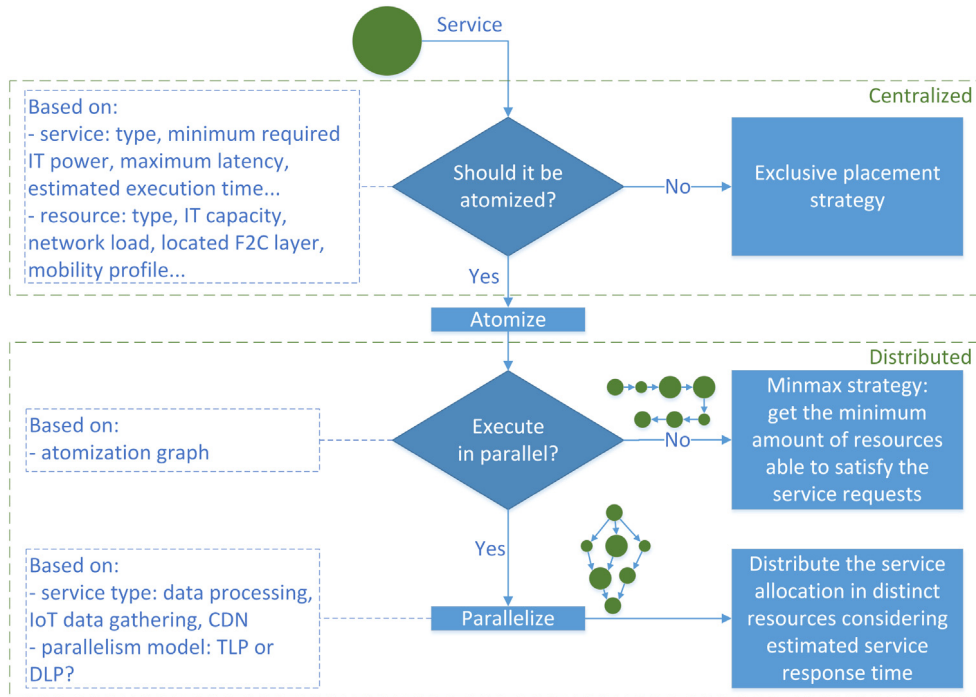 Service
Centralized
Based on:
- service: type, minimum required
IT power, maximum latency,
estimated execution time...
- resource: type, IT capacity,
network load, located F2C layer,
mobility profile...
Should it be
atomized?
No
Exclusive placement
strategy
Yes
Atomize
Distributed
Based on:
- atomization graph
Execute
in parallel?
No
Minmax strategy:
get the minimum
amount of resources
able to satisfy the
service requests
Yes
Based on:
- service type: data processing,
IoT data gathering, CDN
- parallelism model: TLP or
DLP?
Parallelize
Distribute the service
allocation in distinct
resources considering
estimated service
response time